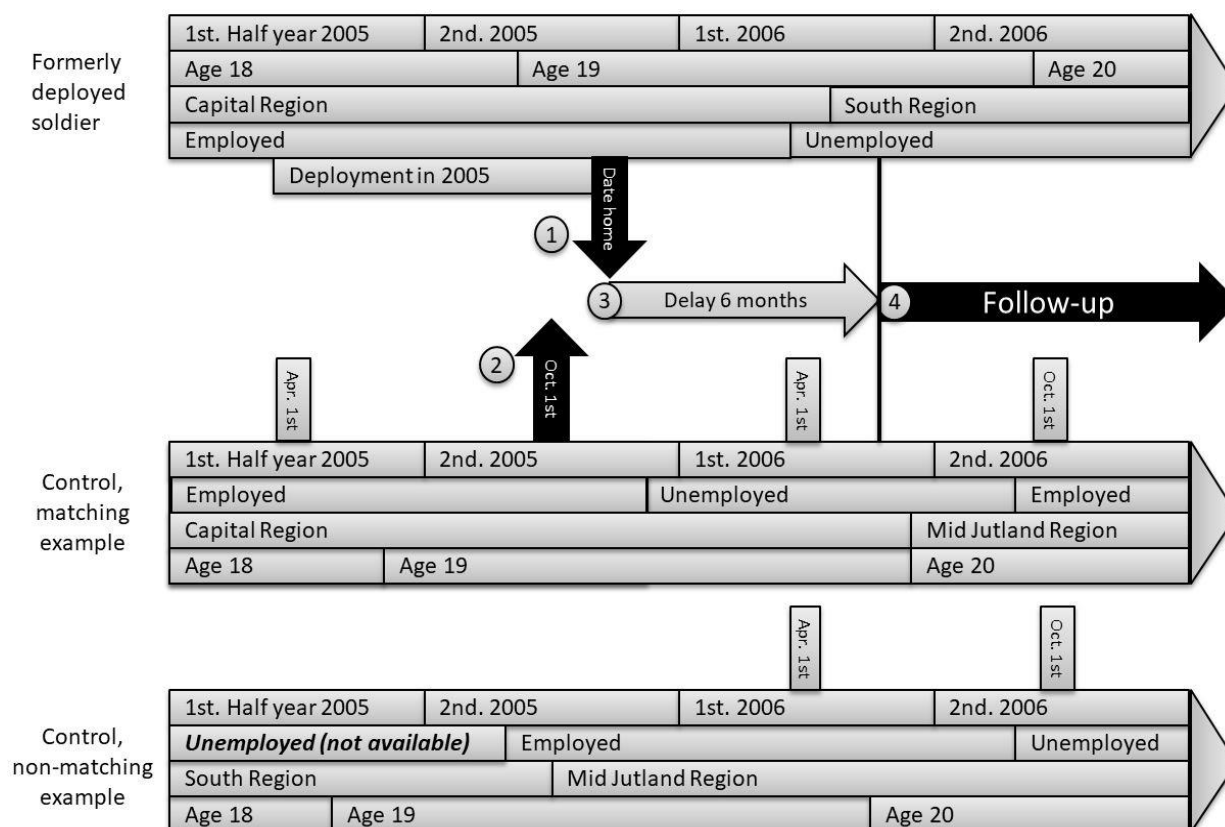 1st. Half year 2005 2nd. 2005 1st. 2006 2nd. 2006
Formerly
deployed
soldier
Age 18 Age 19 Age 20
Capital Region South Region
Employed Unemployed
Deployment in 2005
Date home
1
3 Delay 6 months 4 Follow-up
2 Oct. 1st
Apr. 1st Apr. 1st Oct. 1st
Control,
matching
example
1st. Half year 2005 2nd. 2005 1st. 2006 2nd. 2006
Employed Unemployed Employed
Capital Region Mid Jutland Region
Age 18 Age 19 Age 20
Apr. 1st Oct. 1st
Control,
non-matching
example
1st. Half year 2005 2nd. 2005 1st. 2006 2nd. 2006
Unemployed (not available) Employed Unemployed
South Region Mid Jutland Region
Age 18 Age 19 Age 20